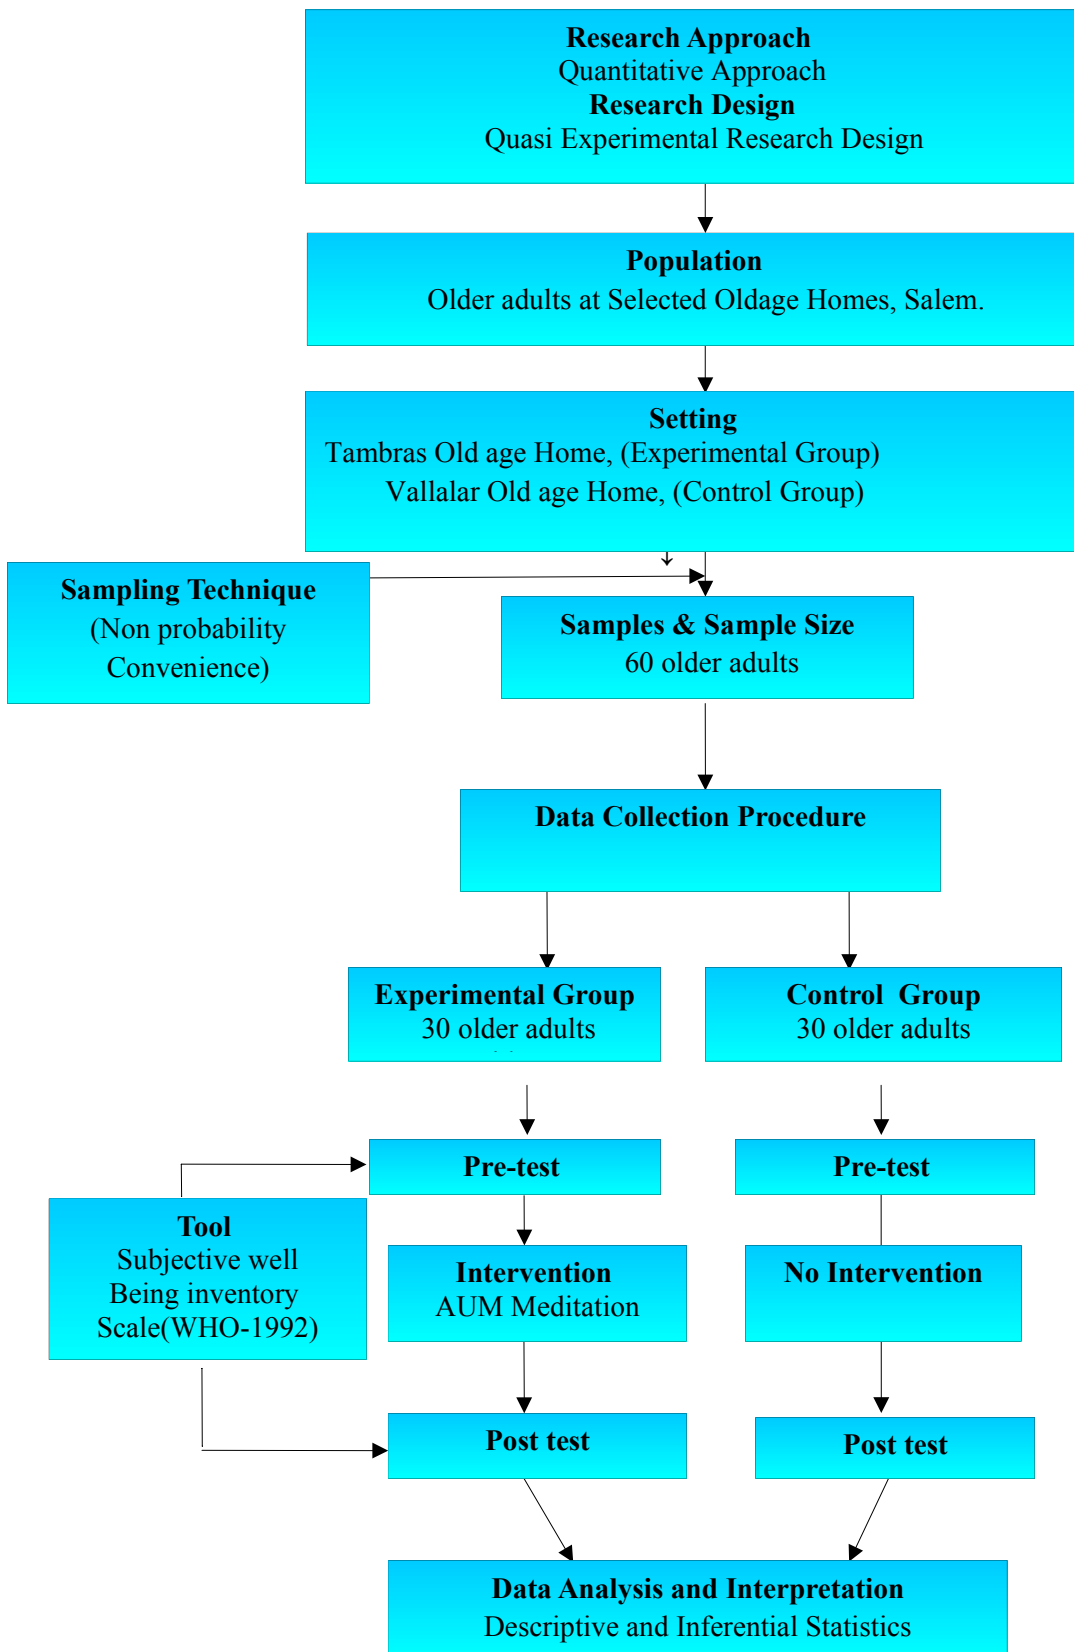 Research Approach
Quantitative Approach
Research Design
Quasi Experimental Research Design
Population
Older adults at Selected Oldage Homes, Salem.
Setting
Tambras Old age Home, (Experimental Group)
Vallalar Old age Home, (Control Group)
Sampling Technique
(Non probability
Convenience)
Samples & Sample Size
60 older adults
Data Collection Procedure
Experimental Group
30 older adults
Control Group
30 older adults
Pre-test
Pre-test
Tool
Subjective well
Being inventory
Scale(WHO-1992)
Intervention
AUM Meditation
No Intervention
Post test
Post test
Data Analysis and Interpretation
Descriptive and Inferential Statistics